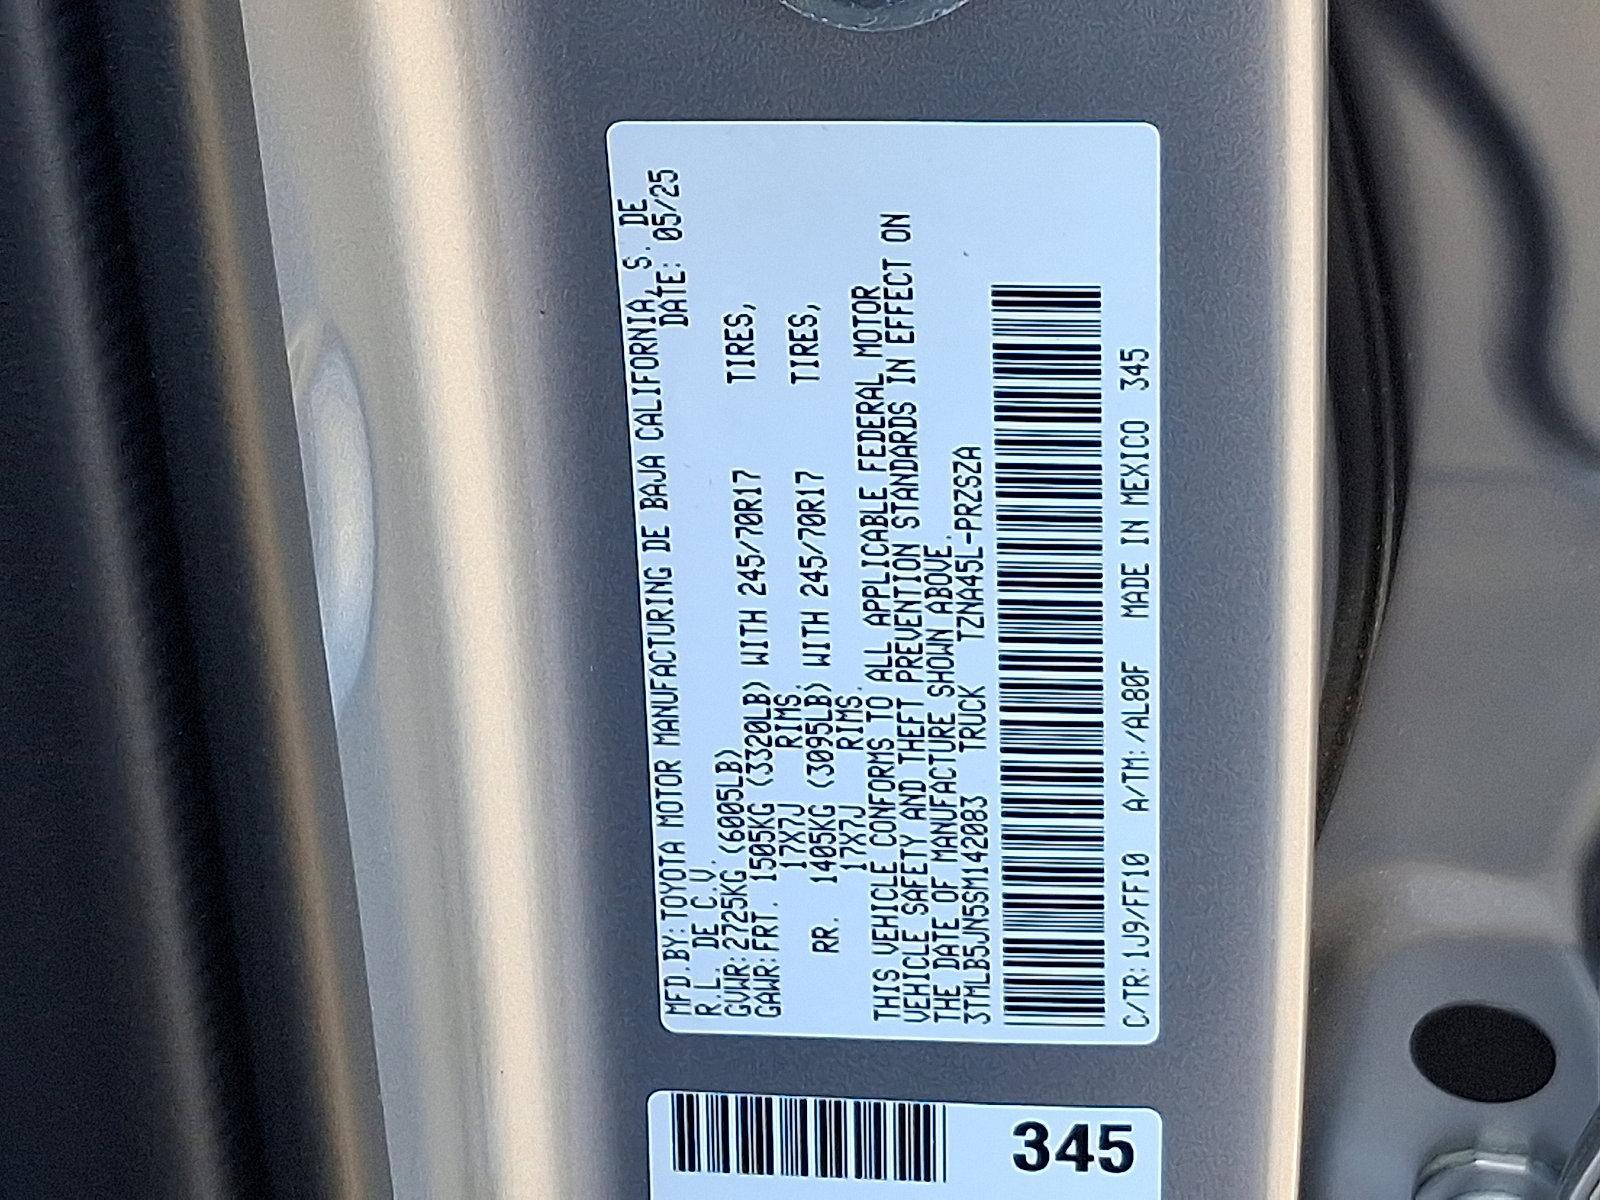 MFD.BY:TOYOTA MOTOR MANUFACTURING DE BAJA CALIFORNIA, S. DE
R.L. DE C.V. DATE: 05/25
GVWR:2725KG (6005LB)
GAWR:FRT. 1505KG (3320LB) WITH 245/70R17 TIRES,
17X7J RIMS.
RR. 1405KG (3095LB) WITH 245/70R17 TIRES,
17X7J RIMS.
THIS VEHICLE CONFORMS TO ALL APPLICABLE FEDERAL MOTOR
VEHICLE SAFETY AND THEFT PREVENTION STANDARDS IN EFFECT ON
THE DATE OF MANUFACTURE SHOWN ABOVE.
3TMLB5JN5SM142083 TRUCK TZNA45L-PRZSZA
C/TR:1J9/FF10 A/TM:/AL80F MADE IN MEXICO 345
345